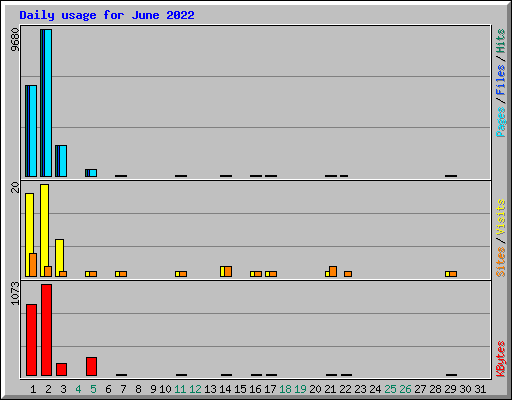 Daily usage for June 2022
9680
20
1073
Pages / Files / Hits
Sites / Visits
KBytes
1 2 3 4 5 6 7 8 9 10 11 12 13 14 15 16 17 18 19 20 21 22 23 24 25 26 27 28 29 30 31